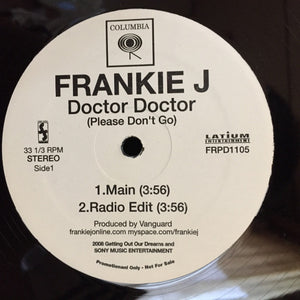 COLUMBIA
FRANKIE J
Doctor Doctor
(Please Don't Go)
33 1/3 RPM
STEREO
Side1
LATIUM
ENTERTAINMENT
FRPD1105
1.Main (3:56)
2.Radio Edit (3:56)
Produced by Vanguard
frankiejonline.com myspace.com/frankiej
2008 Getting Out Our Dreams and
SONY MUSIC ENTERTAINMENT
Promotional Only - Not For Sale